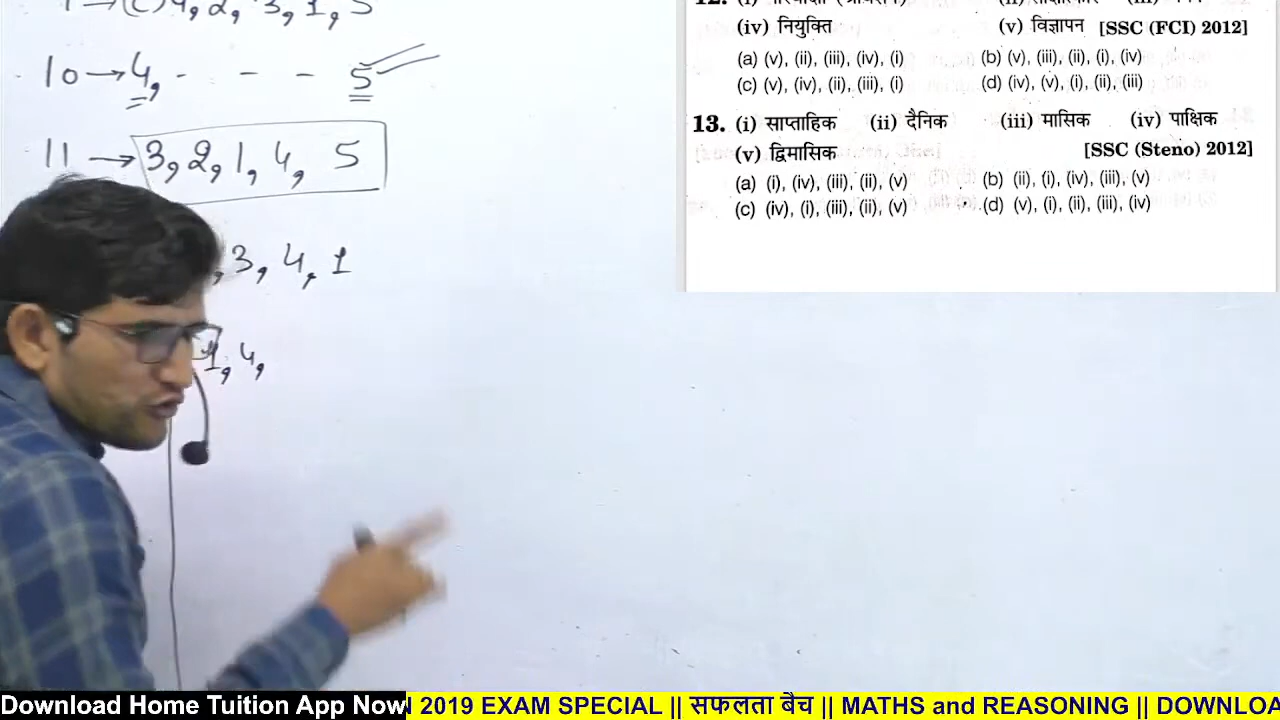 10 → 4, - - - 5
11 → 3, 2, 1, 4, 5
, 3, 4, 1
1, 4,
(iv) नियुक्ति (v) विज्ञापन [SSC (FCI) 2012]
(a) (v), (ii), (iii), (iv), (i) (b) (v), (iii), (ii), (i), (iv)
(c) (v), (iv), (ii), (iii), (i) (d) (iv), (v), (i), (ii), (iii)
13. (i) साप्ताहिक (ii) दैनिक (iii) मासिक (iv) पाक्षिक
(v) द्विमासिक [SSC (Steno) 2012]
(a) (i), (iv), (iii), (ii), (v) (b) (ii), (i), (iv), (iii), (v)
(c) (iv), (i), (iii), (ii), (v) (d) (v), (i), (ii), (iii), (iv)
Download Home Tuition App Now 2019 EXAM SPECIAL || सफलता बैच || MATHS and REASONING || DOWNLOA